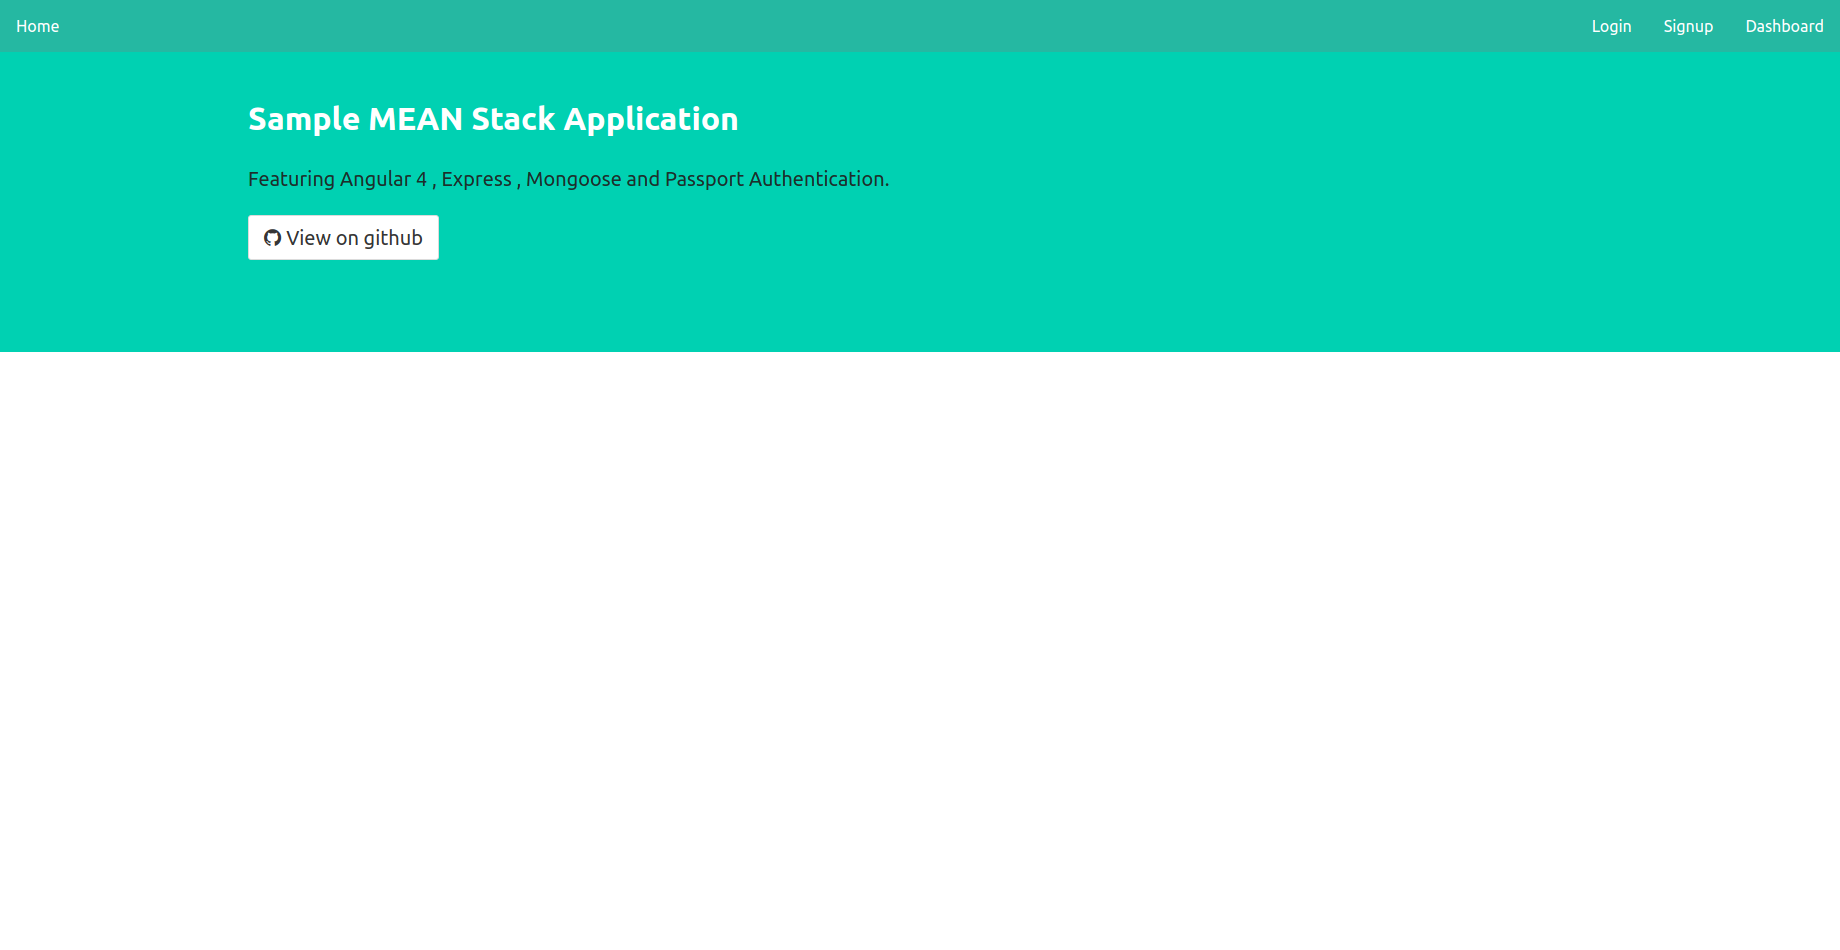 Home Login Signup Dashboard
Sample MEAN Stack Application
Featuring Angular 4 , Express , Mongoose and Passport Authentication.
View on github